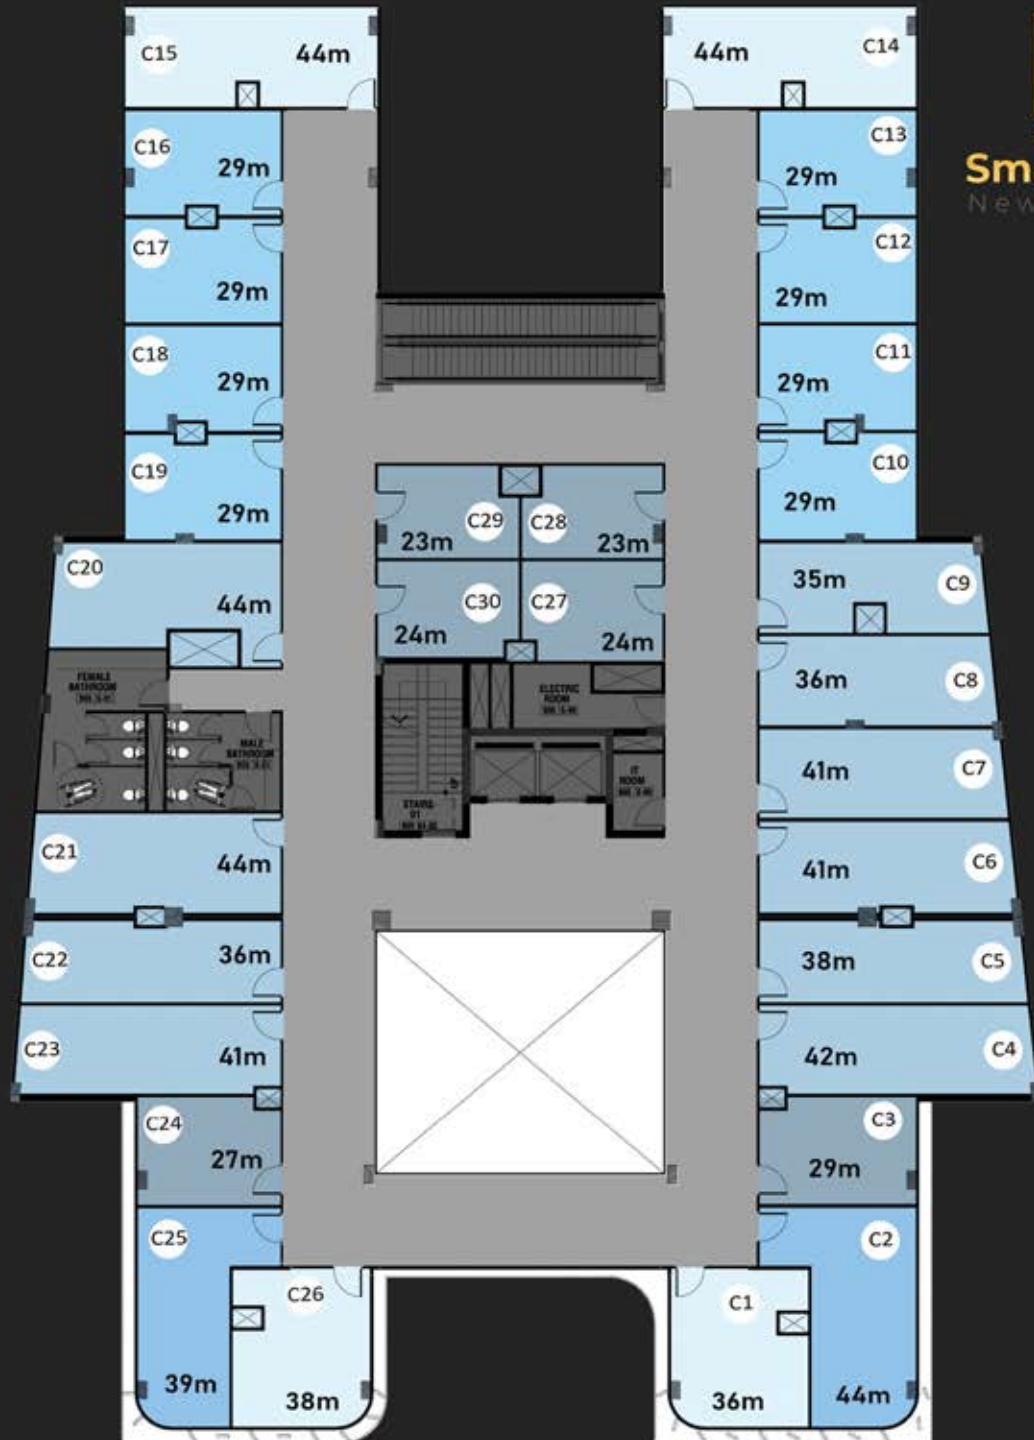 C15
44m
44m
C14
C16
29m
C13
29m
Sm
New
C17
29m
C12
29m
C18
29m
C11
29m
C19
29m
C10
29m
C29
C28
23m
23m
C20
44m
C30
C27
24m
24m
35m
C9
FEMALE
BATHROOM
ELECTRIC
ROOM
36m
C8
MALE
BATHROOM
IT
ROOM
41m
C7
STAIRS
01
UP
C21
44m
C6
41m
C22
36m
38m
C5
C23
41m
42m
C4
C24
27m
C3
29m
C25
39m
C2
44m
C26
38m
C1
36m